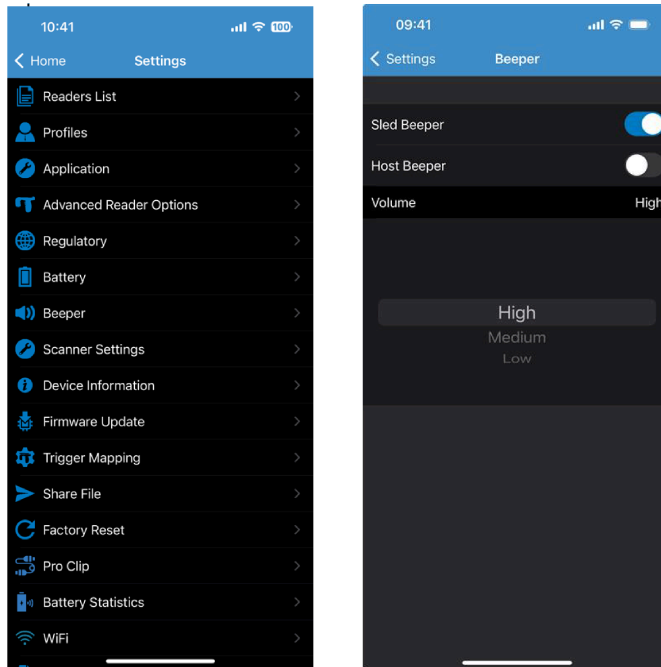 10:41
100
Home
Settings
Readers List
Profiles
Application
Advanced Reader Options
Regulatory
Battery
Beeper
Scanner Settings
Device Information
Firmware Update
Trigger Mapping
Share File
Factory Reset
Pro Clip
Battery Statistics
WiFi
09:41
Settings
Beeper
Sled Beeper
Host Beeper
Volume
High
High
Medium
Low